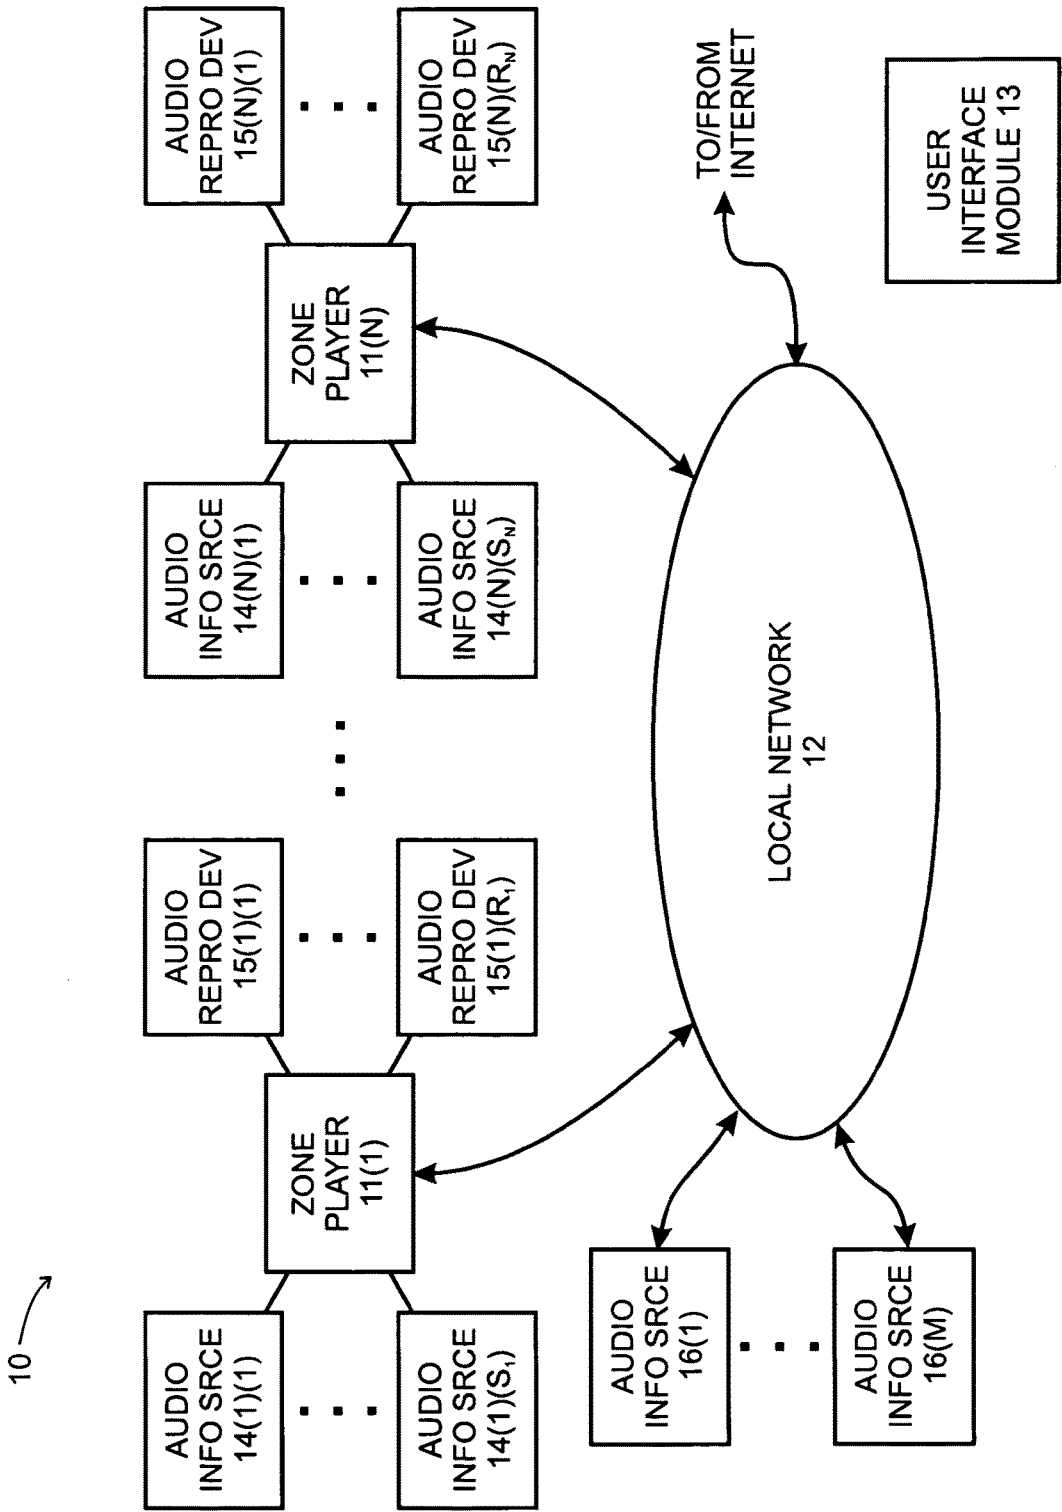 10
AUDIO
INFO SRCE
14(1)(1)
AUDIO
INFO SRCE
14(1)(S₁)
ZONE
PLAYER
11(1)
AUDIO
REPRO DEV
15(1)(1)
AUDIO
REPRO DEV
15(1)(R₁)
AUDIO
INFO SRCE
14(N)(1)
AUDIO
INFO SRCE
14(N)(S_N)
ZONE
PLAYER
11(N)
AUDIO
REPRO DEV
15(N)(1)
AUDIO
REPRO DEV
15(N)(R_N)
AUDIO
INFO SRCE
16(1)
AUDIO
INFO SRCE
16(M)
LOCAL NETWORK
12
TO/FROM
INTERNET
USER
INTERFACE
MODULE 13